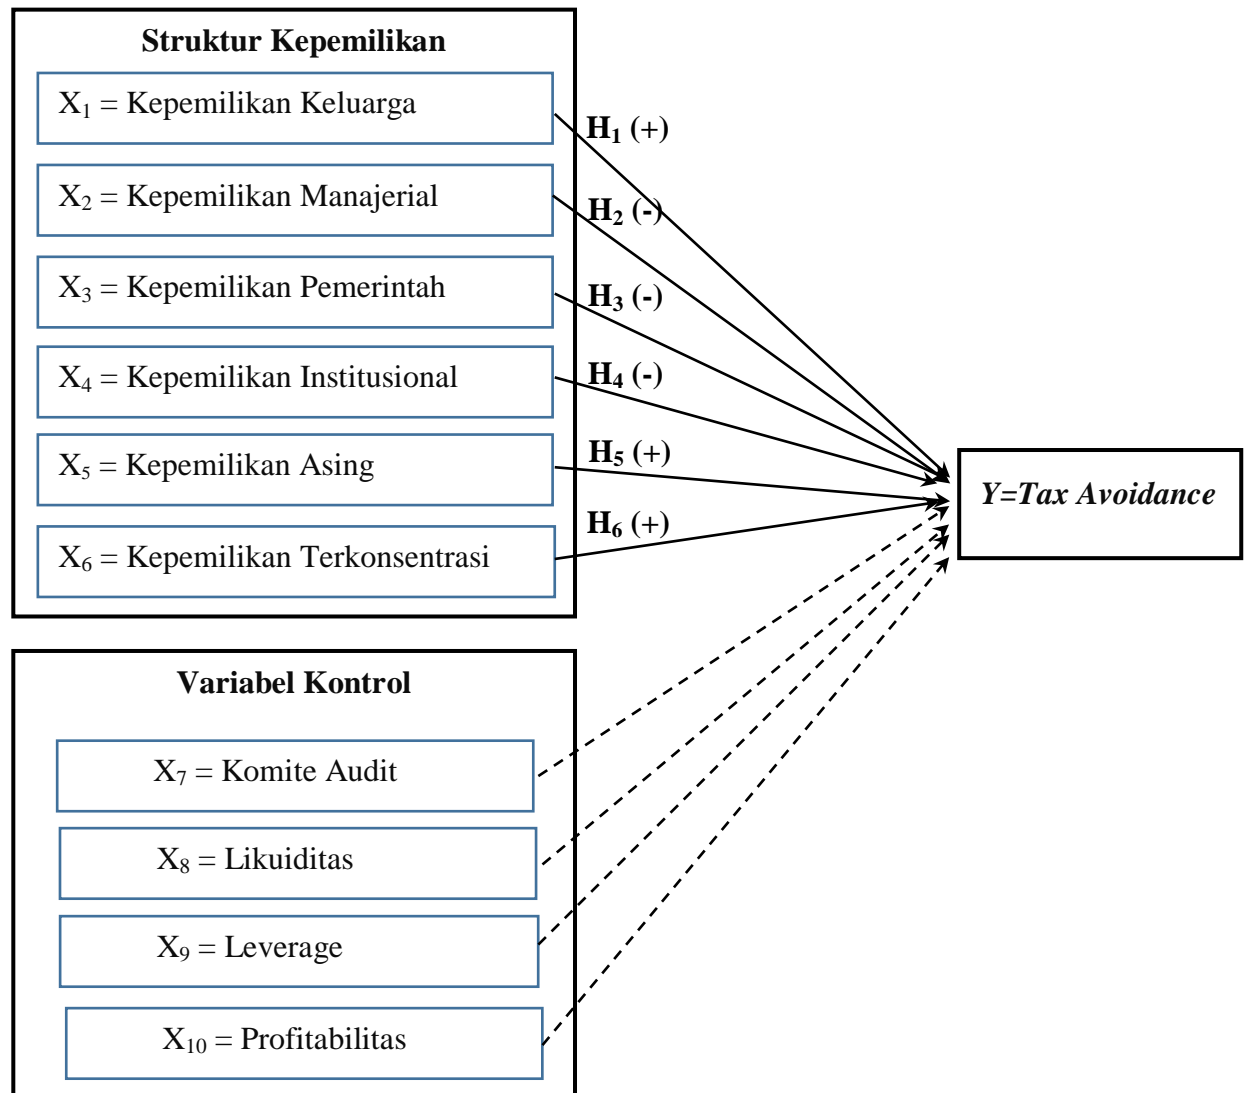 Struktur Kepemilikan
X₁ = Kepemilikan Keluarga
H₁ (+)
X₂ = Kepemilikan Manajerial
H₂ (-)
X₃ = Kepemilikan Pemerintah
H₃ (-)
X₄ = Kepemilikan Institusional
H₄ (-)
X₅ = Kepemilikan Asing
H₅ (+)
X₆ = Kepemilikan Terkonsentrasi
H₆ (+)
Y=Tax Avoidance
Variabel Kontrol
X₇ = Komite Audit
X₈ = Likuiditas
X₉ = Leverage
X₁₀ = Profitabilitas